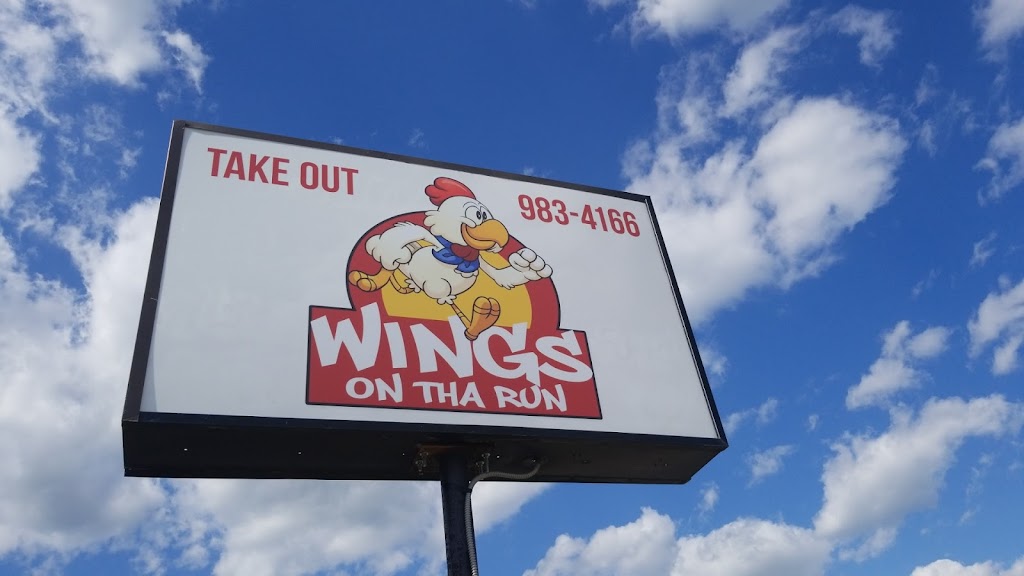 TAKE OUT
983-4166
WINGS
ON THA RUN